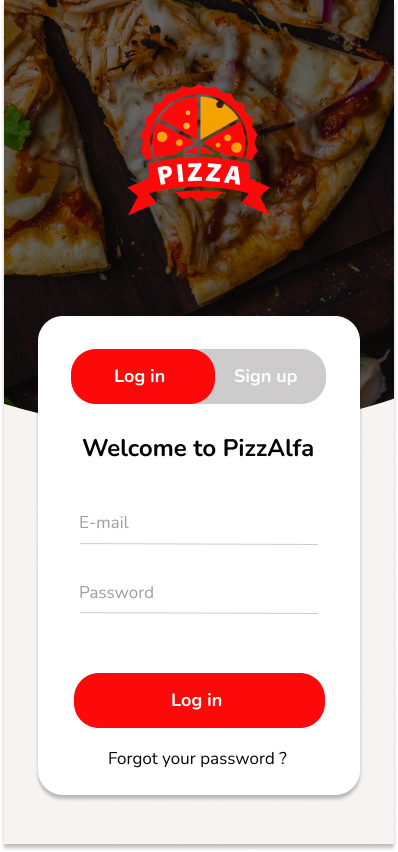 PIZZA
Log in
Sign up
Welcome to PizzAlfa
E-mail
Password
Log in
Forgot your password ?